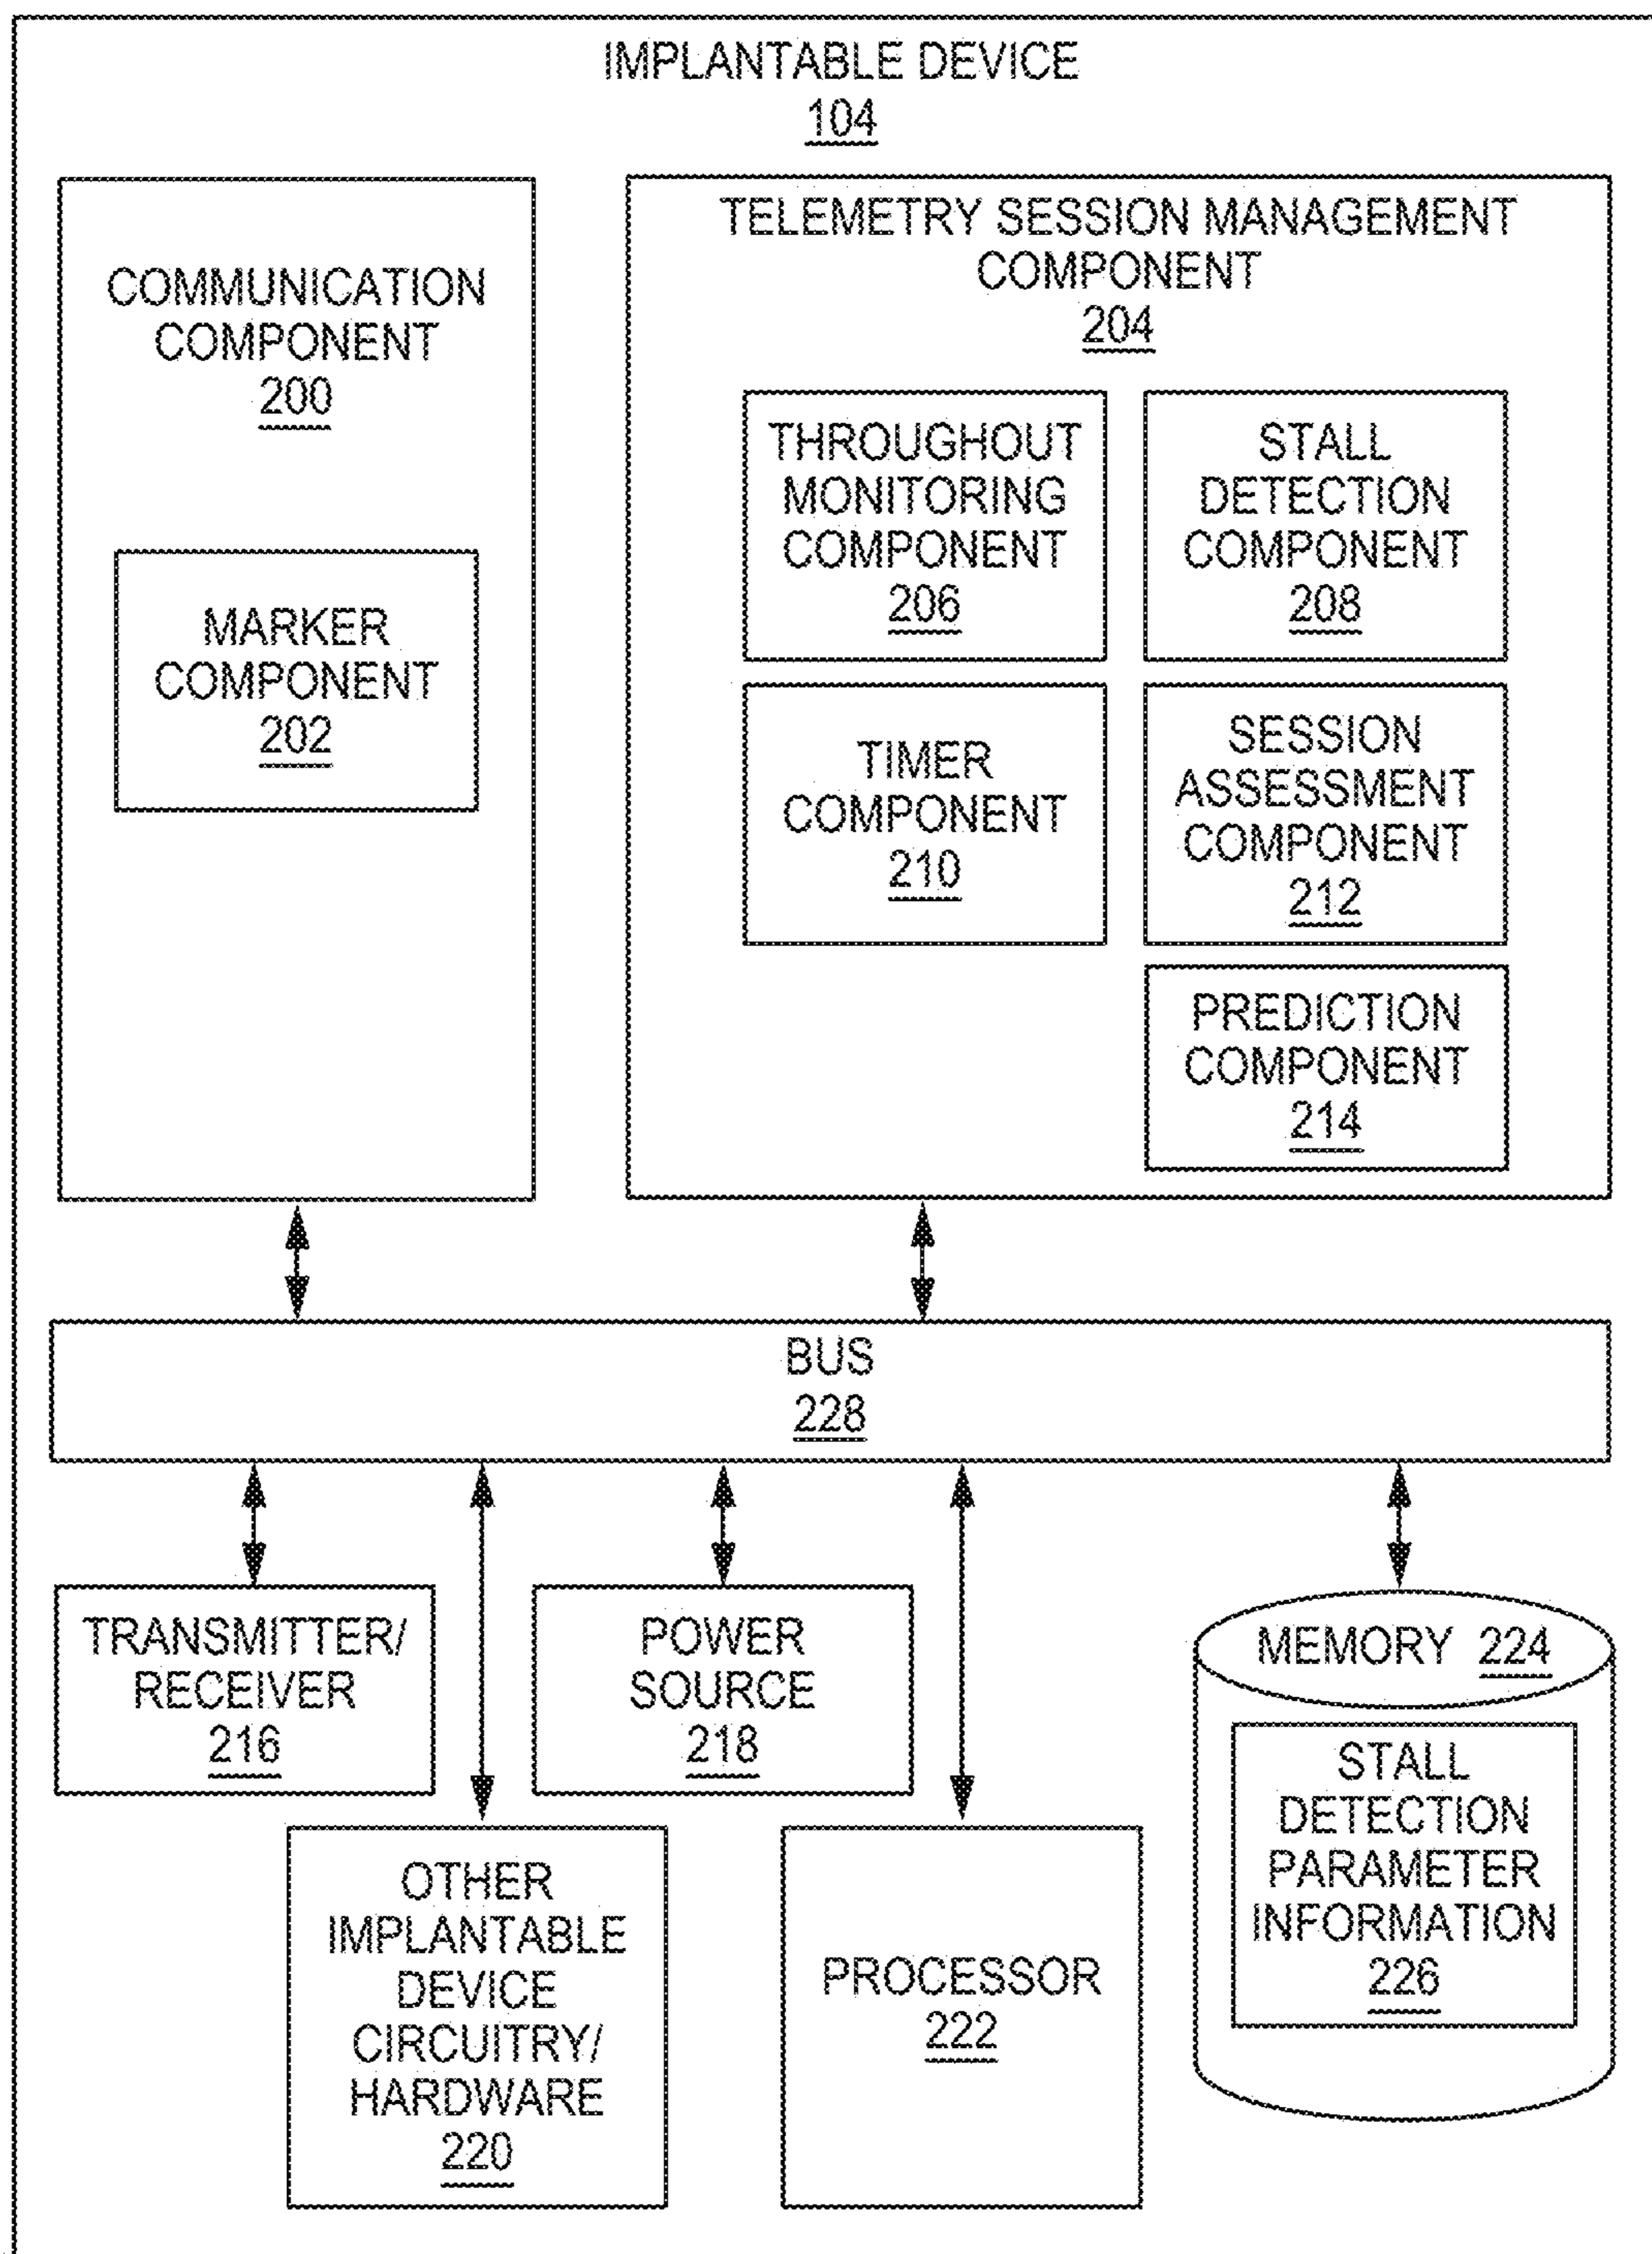 IMPLANTABLE DEVICE
104
COMMUNICATION
COMPONENT
200
MARKER
COMPONENT
202
TELEMETRY SESSION MANAGEMENT
COMPONENT
204
THROUGHOUT
MONITORING
COMPONENT
206
STALL
DETECTION
COMPONENT
208
TIMER
COMPONENT
210
SESSION
ASSESSMENT
COMPONENT
212
PREDICTION
COMPONENT
214
BUS
228
TRANSMITTER/
RECEIVER
216
POWER
SOURCE
218
MEMORY 224
STALL
DETECTION
PARAMETER
INFORMATION
226
OTHER
IMPLANTABLE
DEVICE
CIRCUITRY/
HARDWARE
220
PROCESSOR
222